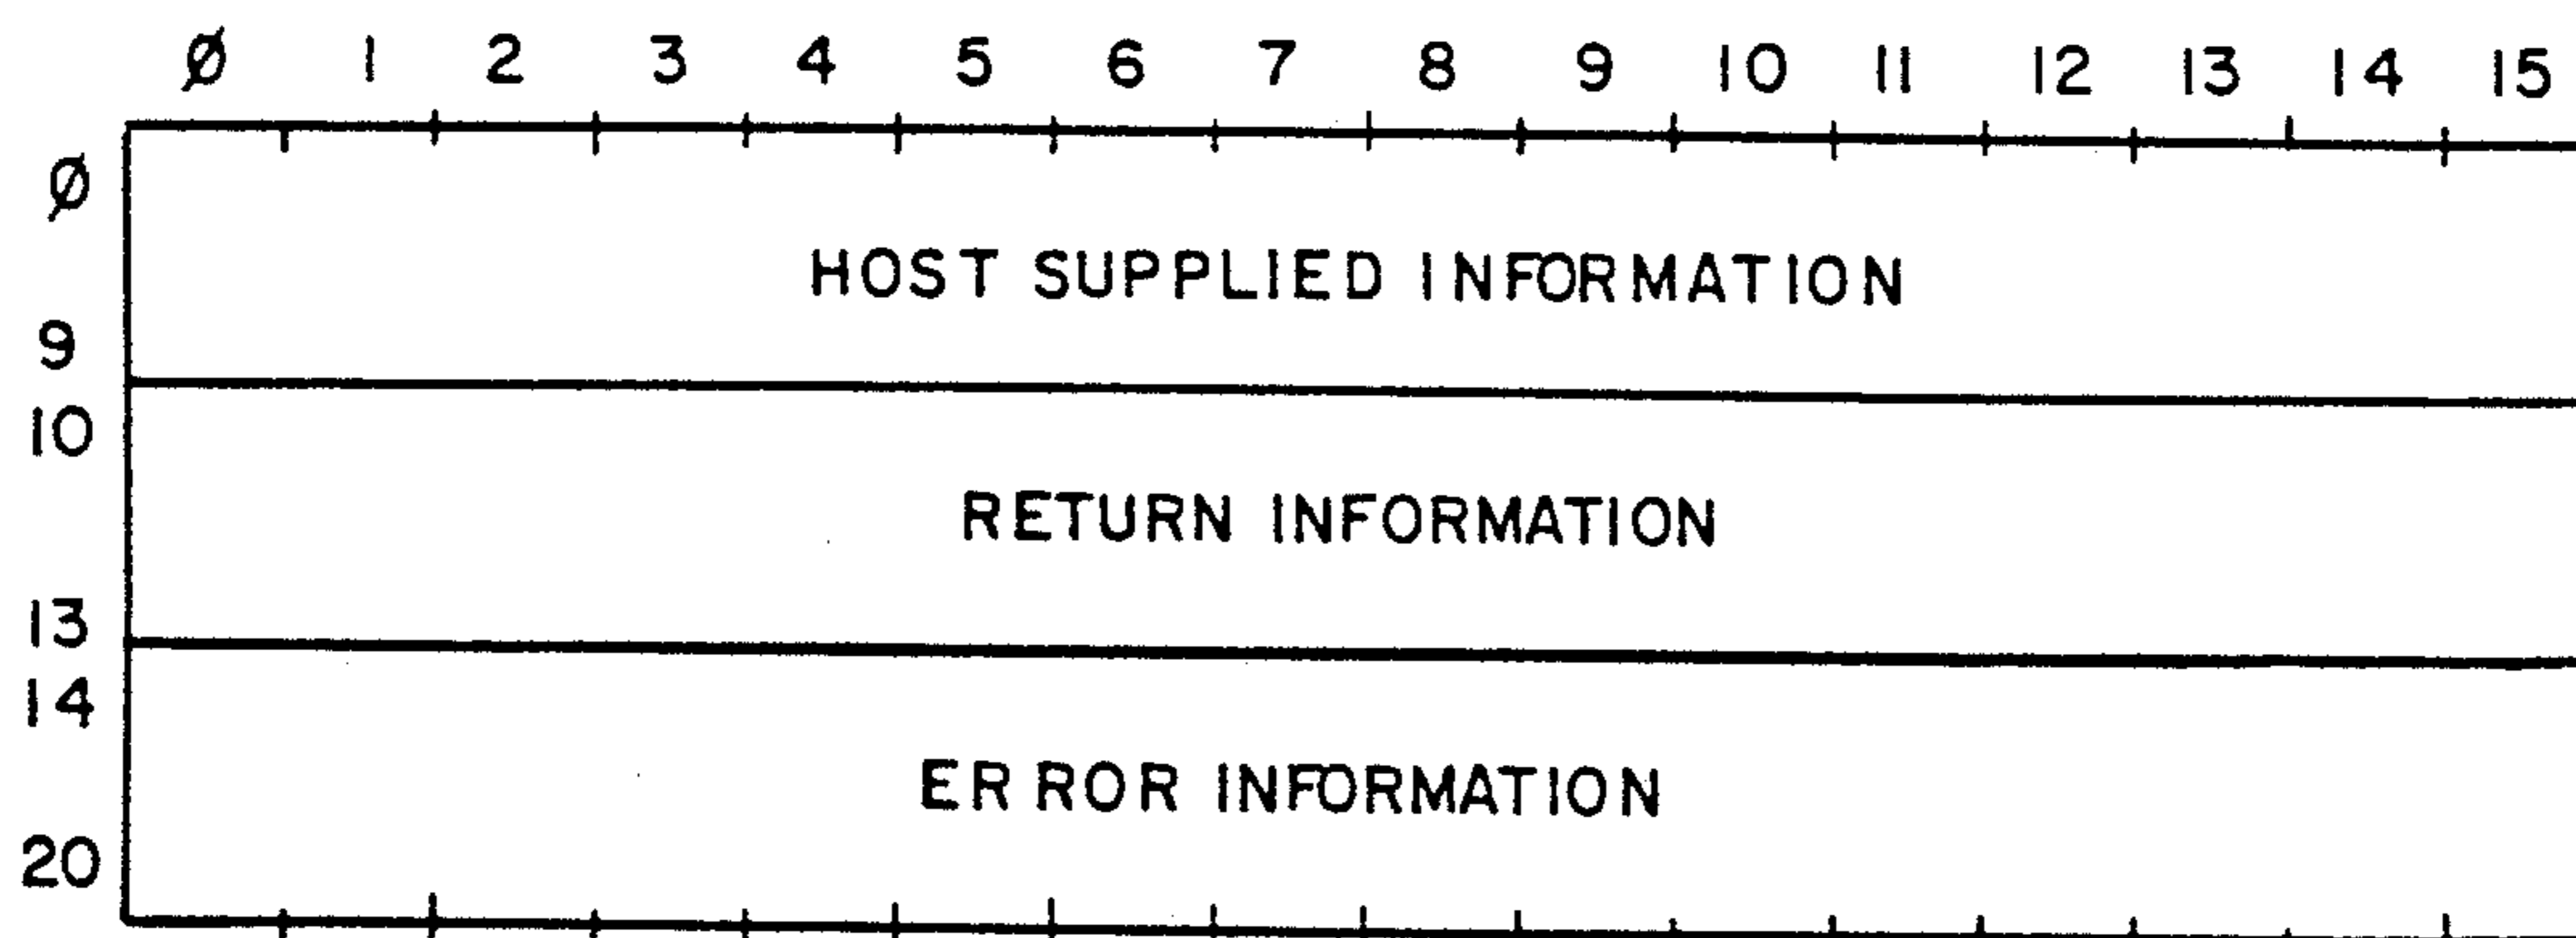 Ø 1 2 3 4 5 6 7 8 9 10 11 12 13 14 15
Ø
HOST SUPPLIED INFORMATION
9
10
RETURN INFORMATION
13
14
ERROR INFORMATION
20